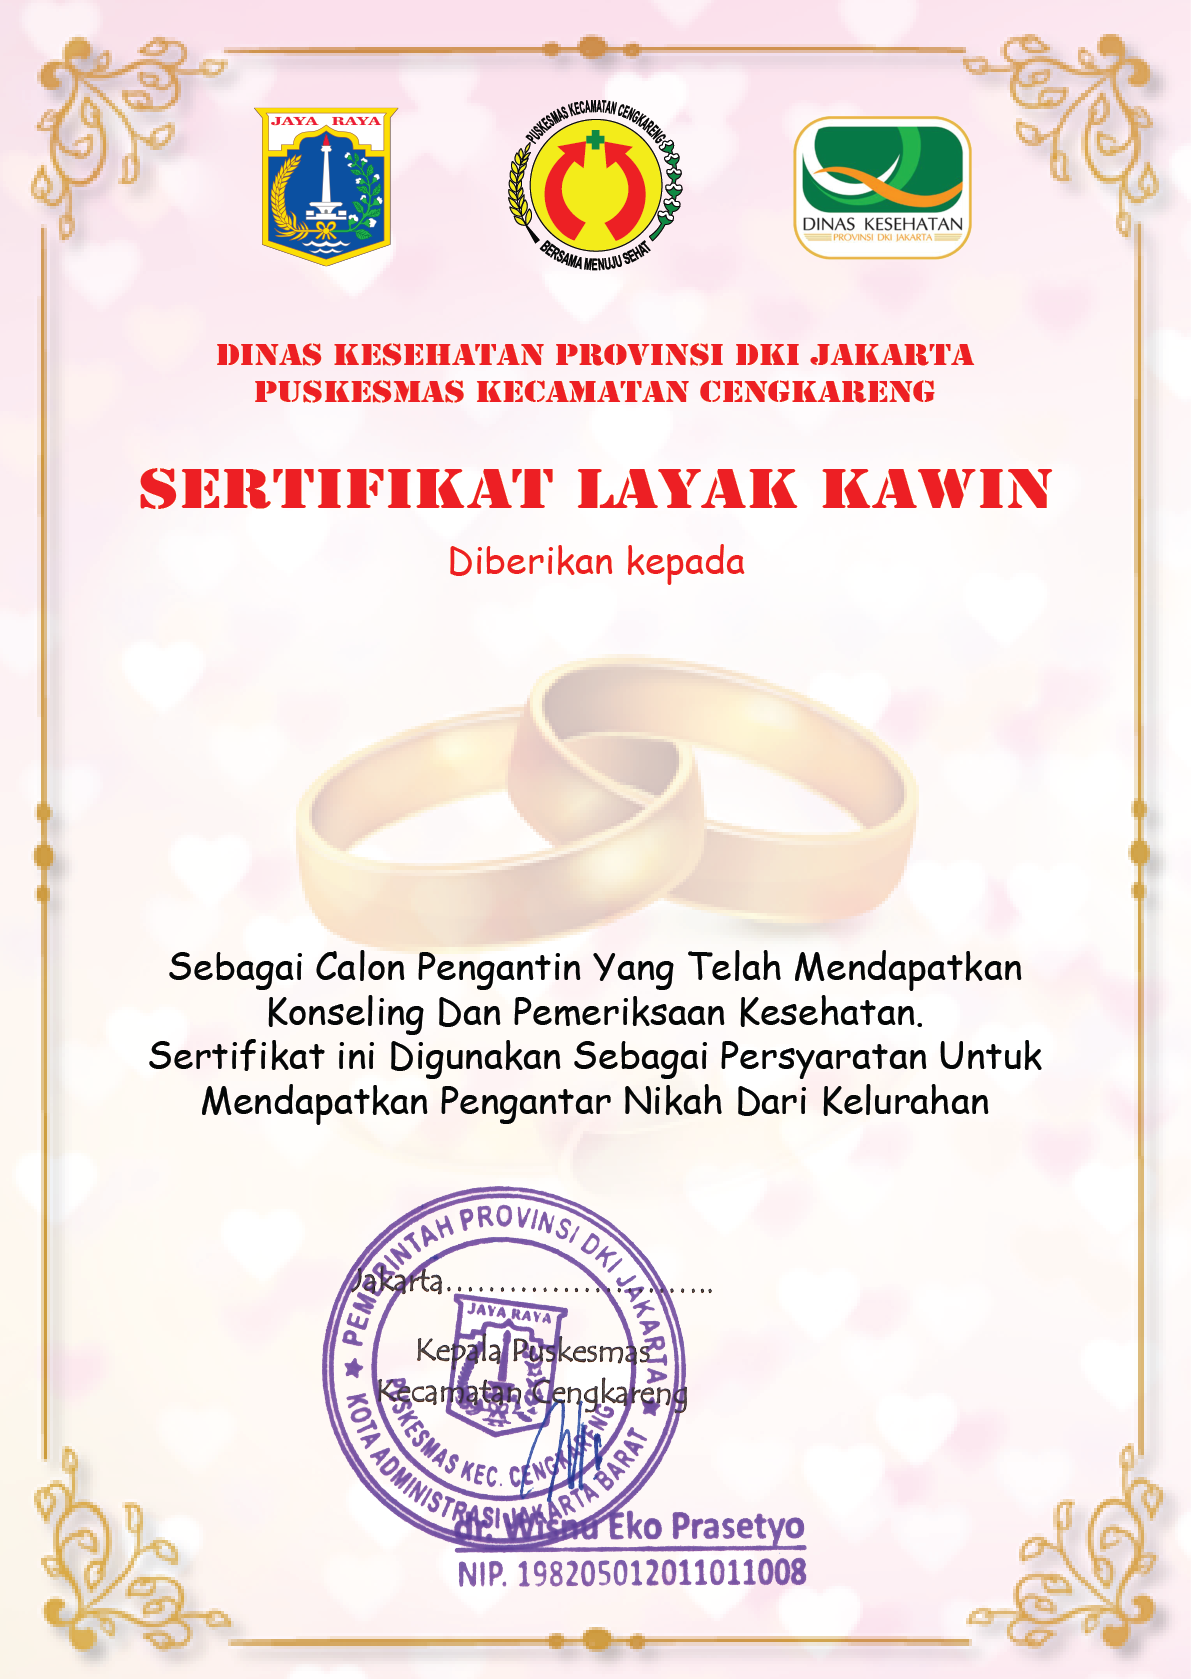 JAYA RAYA
PUSKESMAS KECAMATAN CENGKARENG
BERSAMA MENUJU SEHAT
DINAS KESEHATAN
PROVINSI DKI JAKARTA
DINAS KESEHATAN PROVINSI DKI JAKARTA
PUSKESMAS KECAMATAN CENGKARENG
SERTIFIKAT LAYAK KAWIN
Diberikan kepada
Sebagai Calon Pengantin Yang Telah Mendapatkan
Konseling Dan Pemeriksaan Kesehatan.
Sertifikat ini Digunakan Sebagai Persyaratan Untuk
Mendapatkan Pengantar Nikah Dari Kelurahan
PEMERINTAH PROVINSI DKI JAKARTA
Jakarta……………………..
JAYA RAYA
Kepala Puskesmas
Kecamatan Cengkareng
PUSKESMAS KEC. CENGKARENG
KOTA ADMINISTRASI JAKARTA BARAT
dr. Wisnu Eko Prasetyo
NIP. 198205012011011008